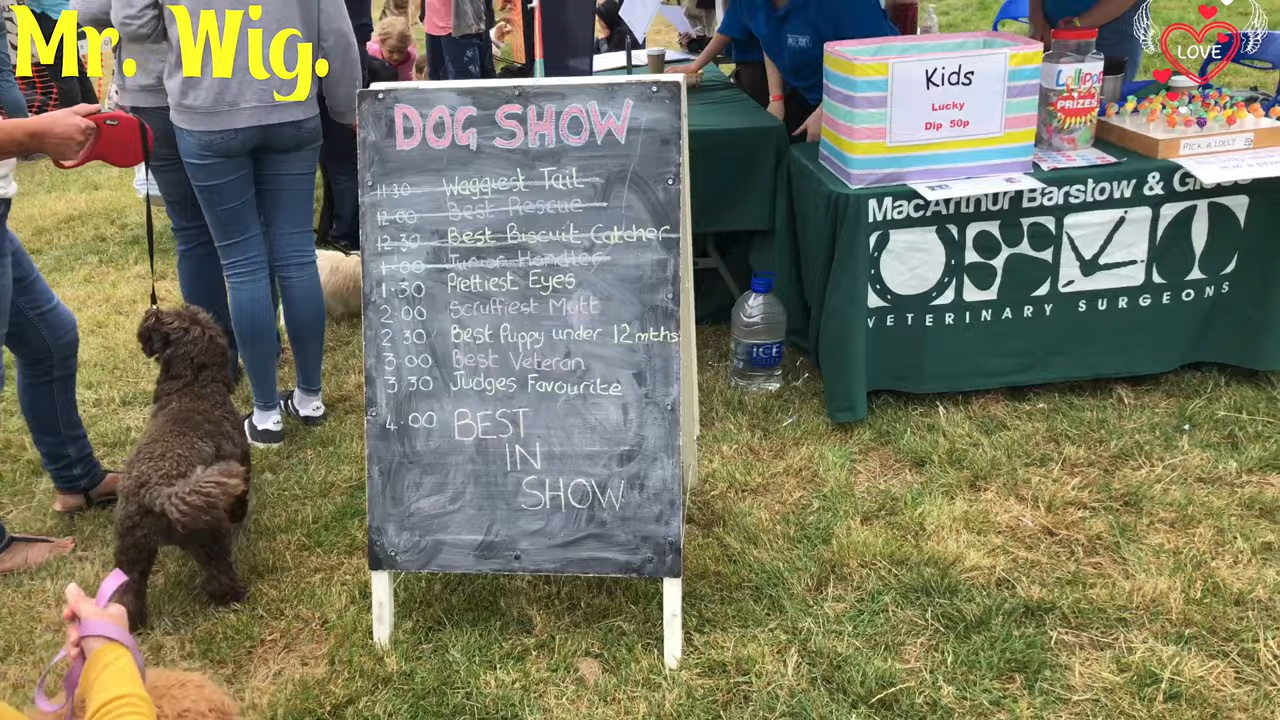 Mr. Wig.
LOVE
DOG SHOW
11:30 Waggiest Tail
12:00 Best Rescue
12:30 Best Biscuit Catcher
1:00 Junior Handler
1:30 Prettiest Eyes
2:00 Scruffiest Mutt
2:30 Best Puppy under 12mths
3:00 Best Veteran
3:30 Judges Favourite
4:00 BEST
IN
SHOW
Kids
Lucky
Dip 50p
Lollipop
PRIZES
PICK A LOLLY
MacArthur Barstow &
VETERINARY SURGEONS
ICE